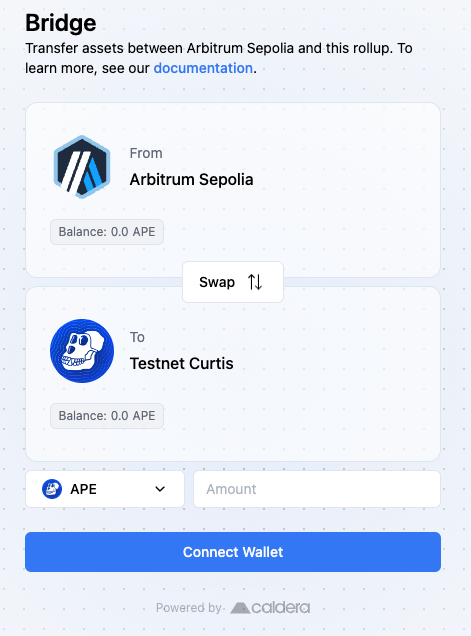 Bridge
Transfer assets between Arbitrum Sepolia and this rollup. To
learn more, see our documentation.
From
Arbitrum Sepolia
Balance: 0.0 APE
Swap
To
Testnet Curtis
Balance: 0.0 APE
APE
Amount
Connect Wallet
Powered by caldera